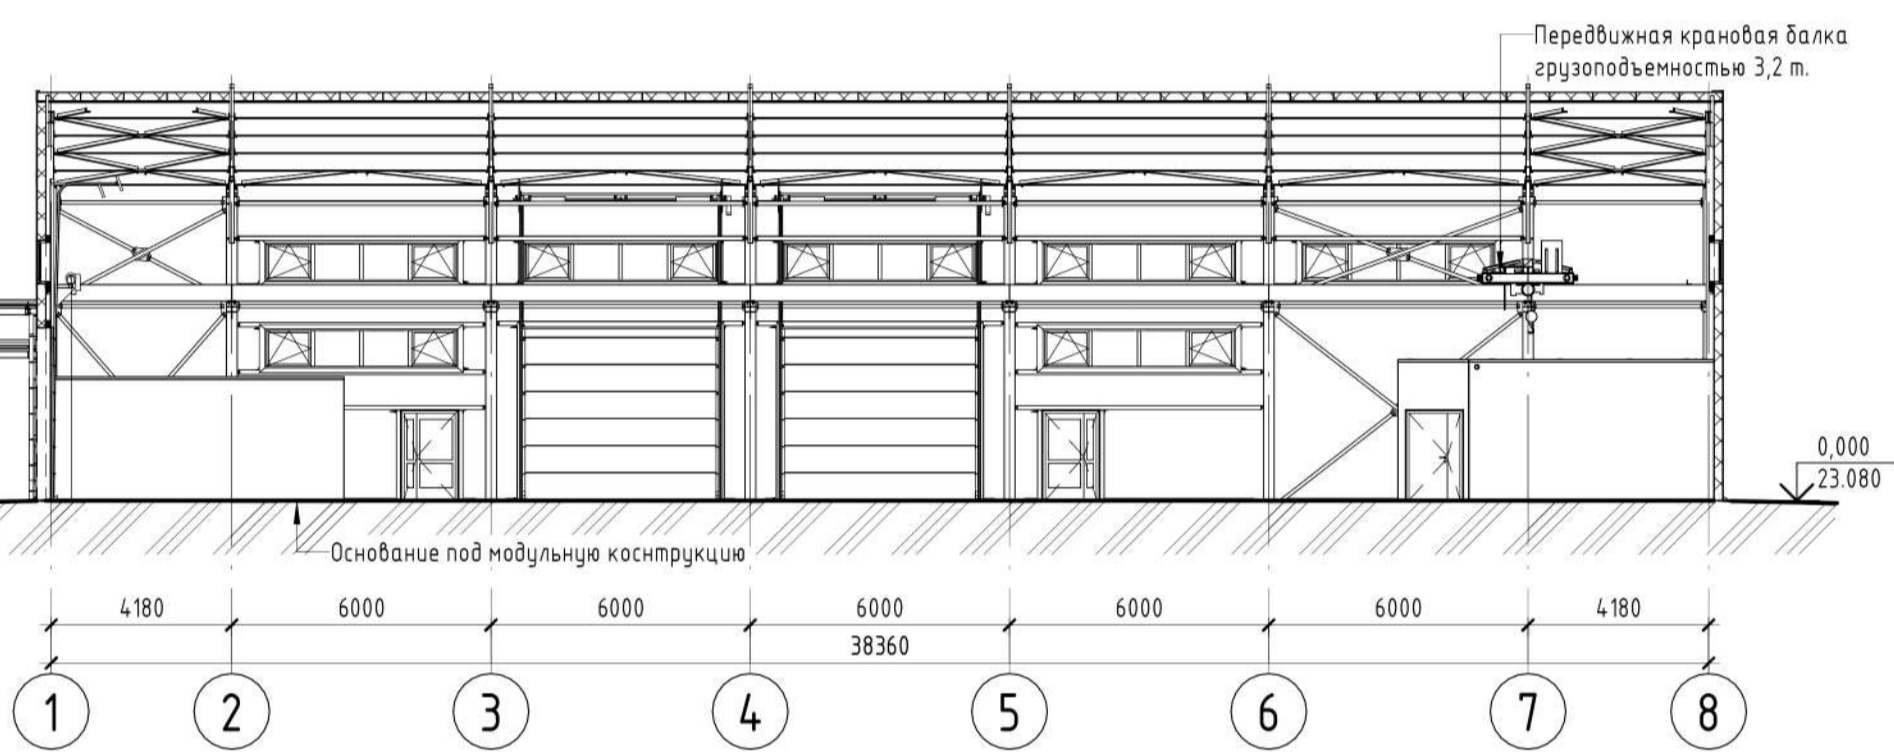 Передвижная крановая балка
грузоподъемностью 3,2 т.
0,000
23.080
Основание под модульную коснтрукцию
4180 6000 6000 6000 6000 6000 4180
38360
1 2 3 4 5 6 7 8